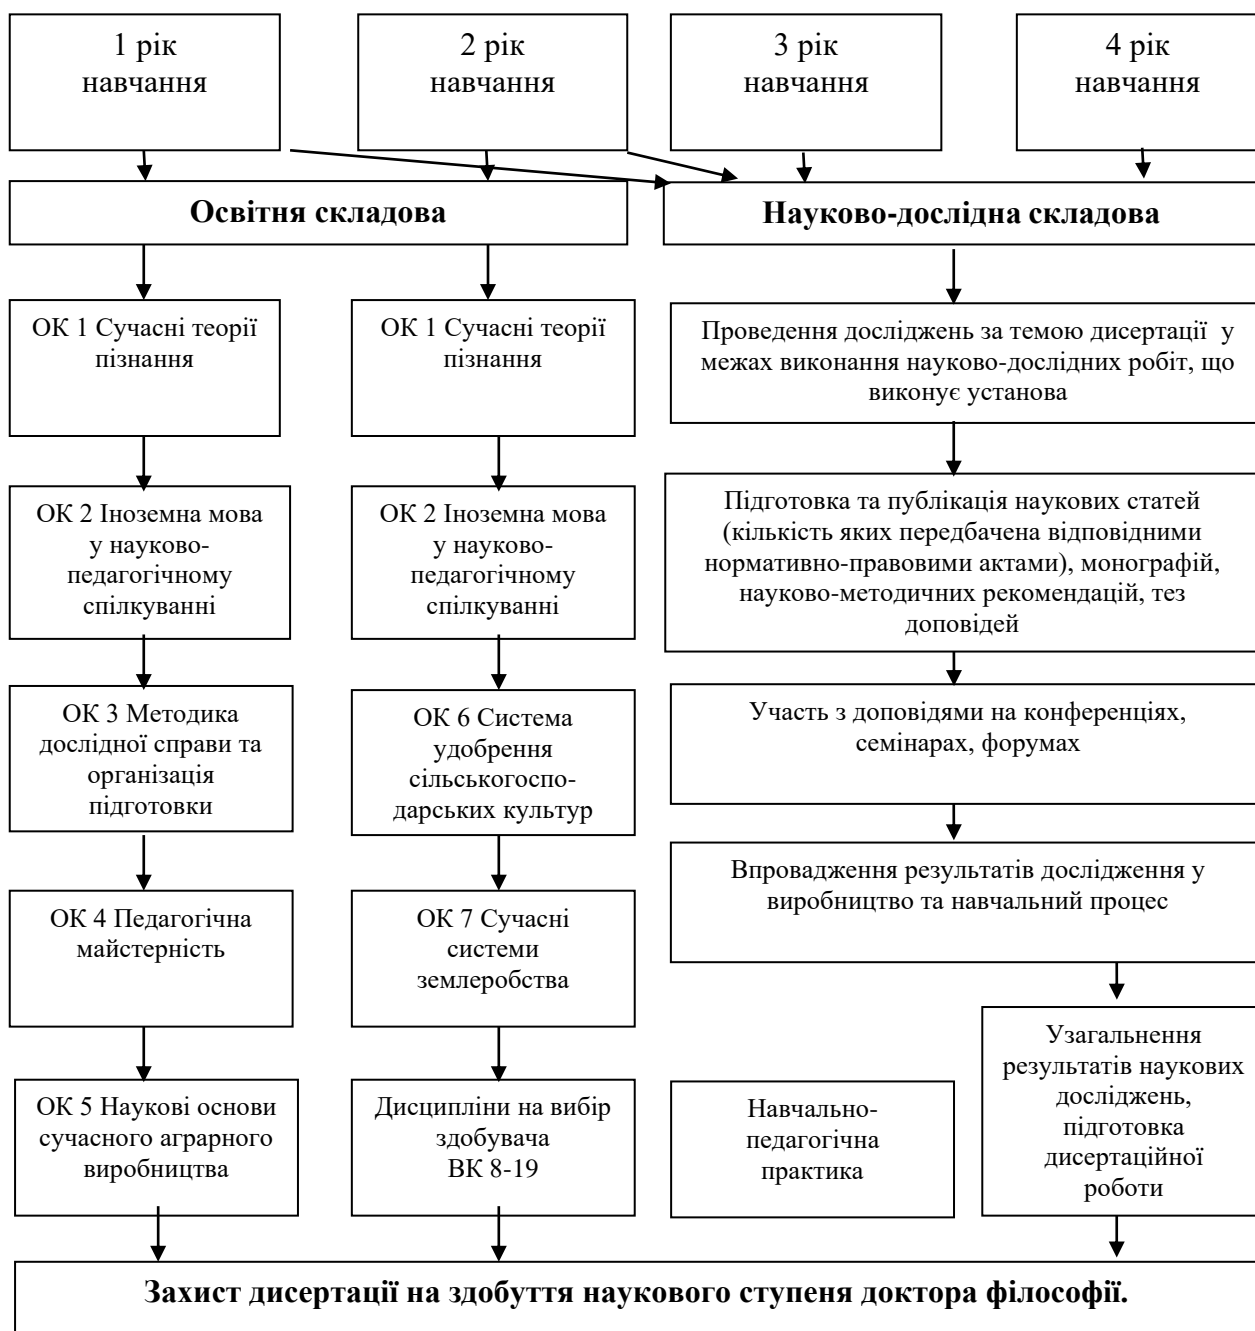 1 рік
навчання
2 рік
навчання
3 рік
навчання
4 рік
навчання
Освітня складова
Науково-дослідна складова
ОК 1 Сучасні теорії
пізнання
ОК 1 Сучасні теорії
пізнання
Проведення досліджень за темою дисертації у
межах виконання науково-дослідних робіт, що
виконує установа
ОК 2 Іноземна мова
у науково-
педагогічному
спілкуванні
ОК 2 Іноземна мова
у науково-
педагогічному
спілкуванні
Підготовка та публікація наукових статей
(кількість яких передбачена відповідними
нормативно-правовими актами), монографій,
науково-методичних рекомендацій, тез
доповідей
ОК 3 Методика
дослідної справи та
організація
підготовки
ОК 6 Система
удобрення
сільськогоспо-
дарських культур
Участь з доповідями на конференціях,
семінарах, форумах
ОК 4 Педагогічна
майстерність
ОК 7 Сучасні
системи
землеробства
Впровадження результатів дослідження у
виробництво та навчальний процес
ОК 5 Наукові основи
сучасного аграрного
виробництва
Дисципліни на вибір
здобувача
ВК 8-19
Навчально-
педагогічна
практика
Узагальнення
результатів наукових
досліджень,
підготовка
дисертаційної
роботи
Захист дисертації на здобуття наукового ступеня доктора філософії.